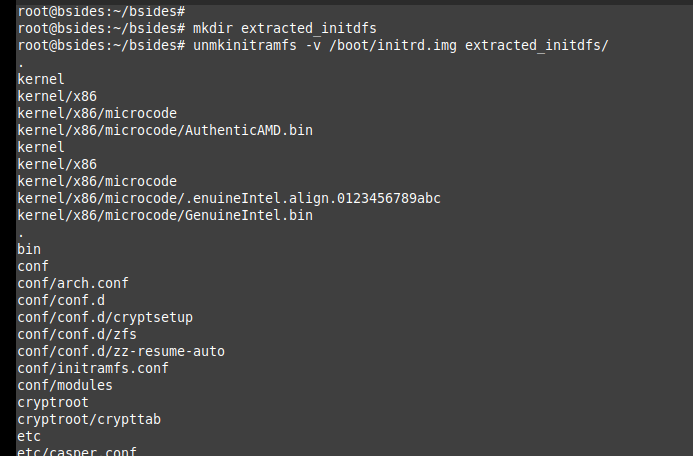 root@bsides:~/bsides#
root@bsides:~/bsides# mkdir extracted_initdfs
root@bsides:~/bsides# unmkinitramfs -v /boot/initrd.img extracted_initdfs/
.
kernel
kernel/x86
kernel/x86/microcode
kernel/x86/microcode/AuthenticAMD.bin
kernel
kernel/x86
kernel/x86/microcode
kernel/x86/microcode/.enuineIntel.align.0123456789abc
kernel/x86/microcode/GenuineIntel.bin
.
bin
conf
conf/arch.conf
conf/conf.d
conf/conf.d/cryptsetup
conf/conf.d/zfs
conf/conf.d/zz-resume-auto
conf/initramfs.conf
conf/modules
cryptroot
cryptroot/crypttab
etc
etc/casper.conf